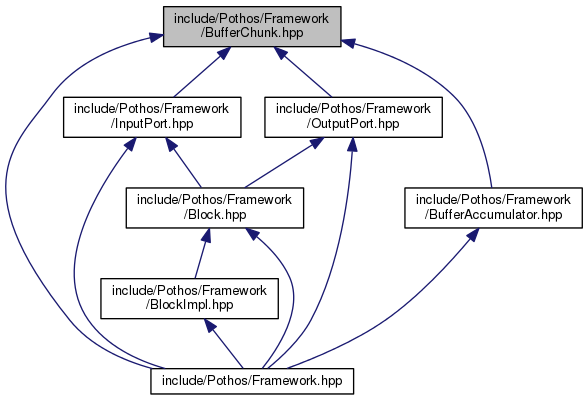 include/Pothos/Framework
/BufferChunk.hpp
include/Pothos/Framework
/InputPort.hpp
include/Pothos/Framework
/OutputPort.hpp
include/Pothos/Framework
/Block.hpp
include/Pothos/Framework
/BufferAccumulator.hpp
include/Pothos/Framework
/BlockImpl.hpp
include/Pothos/Framework.hpp